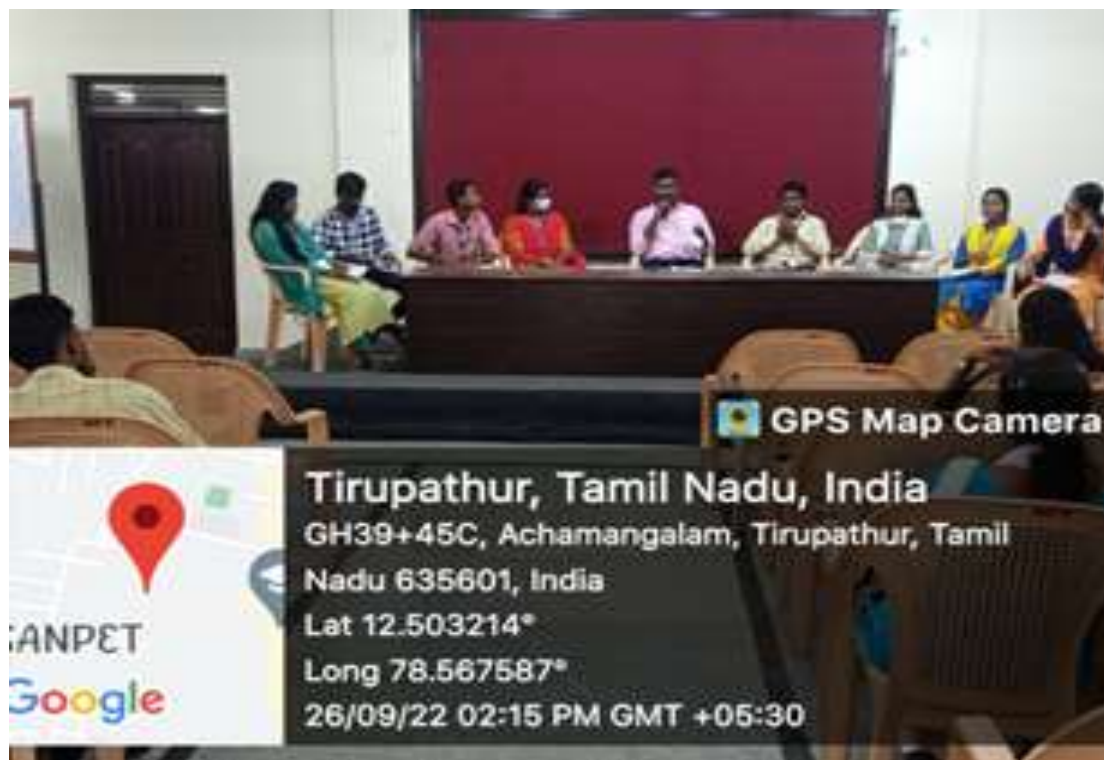 GPS Map Camera
Tirupathur, Tamil Nadu, India
GH39+45C, Achamangalam, Tirupathur, Tamil
Nadu 635601, India
Lat 12.503214°
Long 78.567587°
26/09/22 02:15 PM GMT +05:30
Google